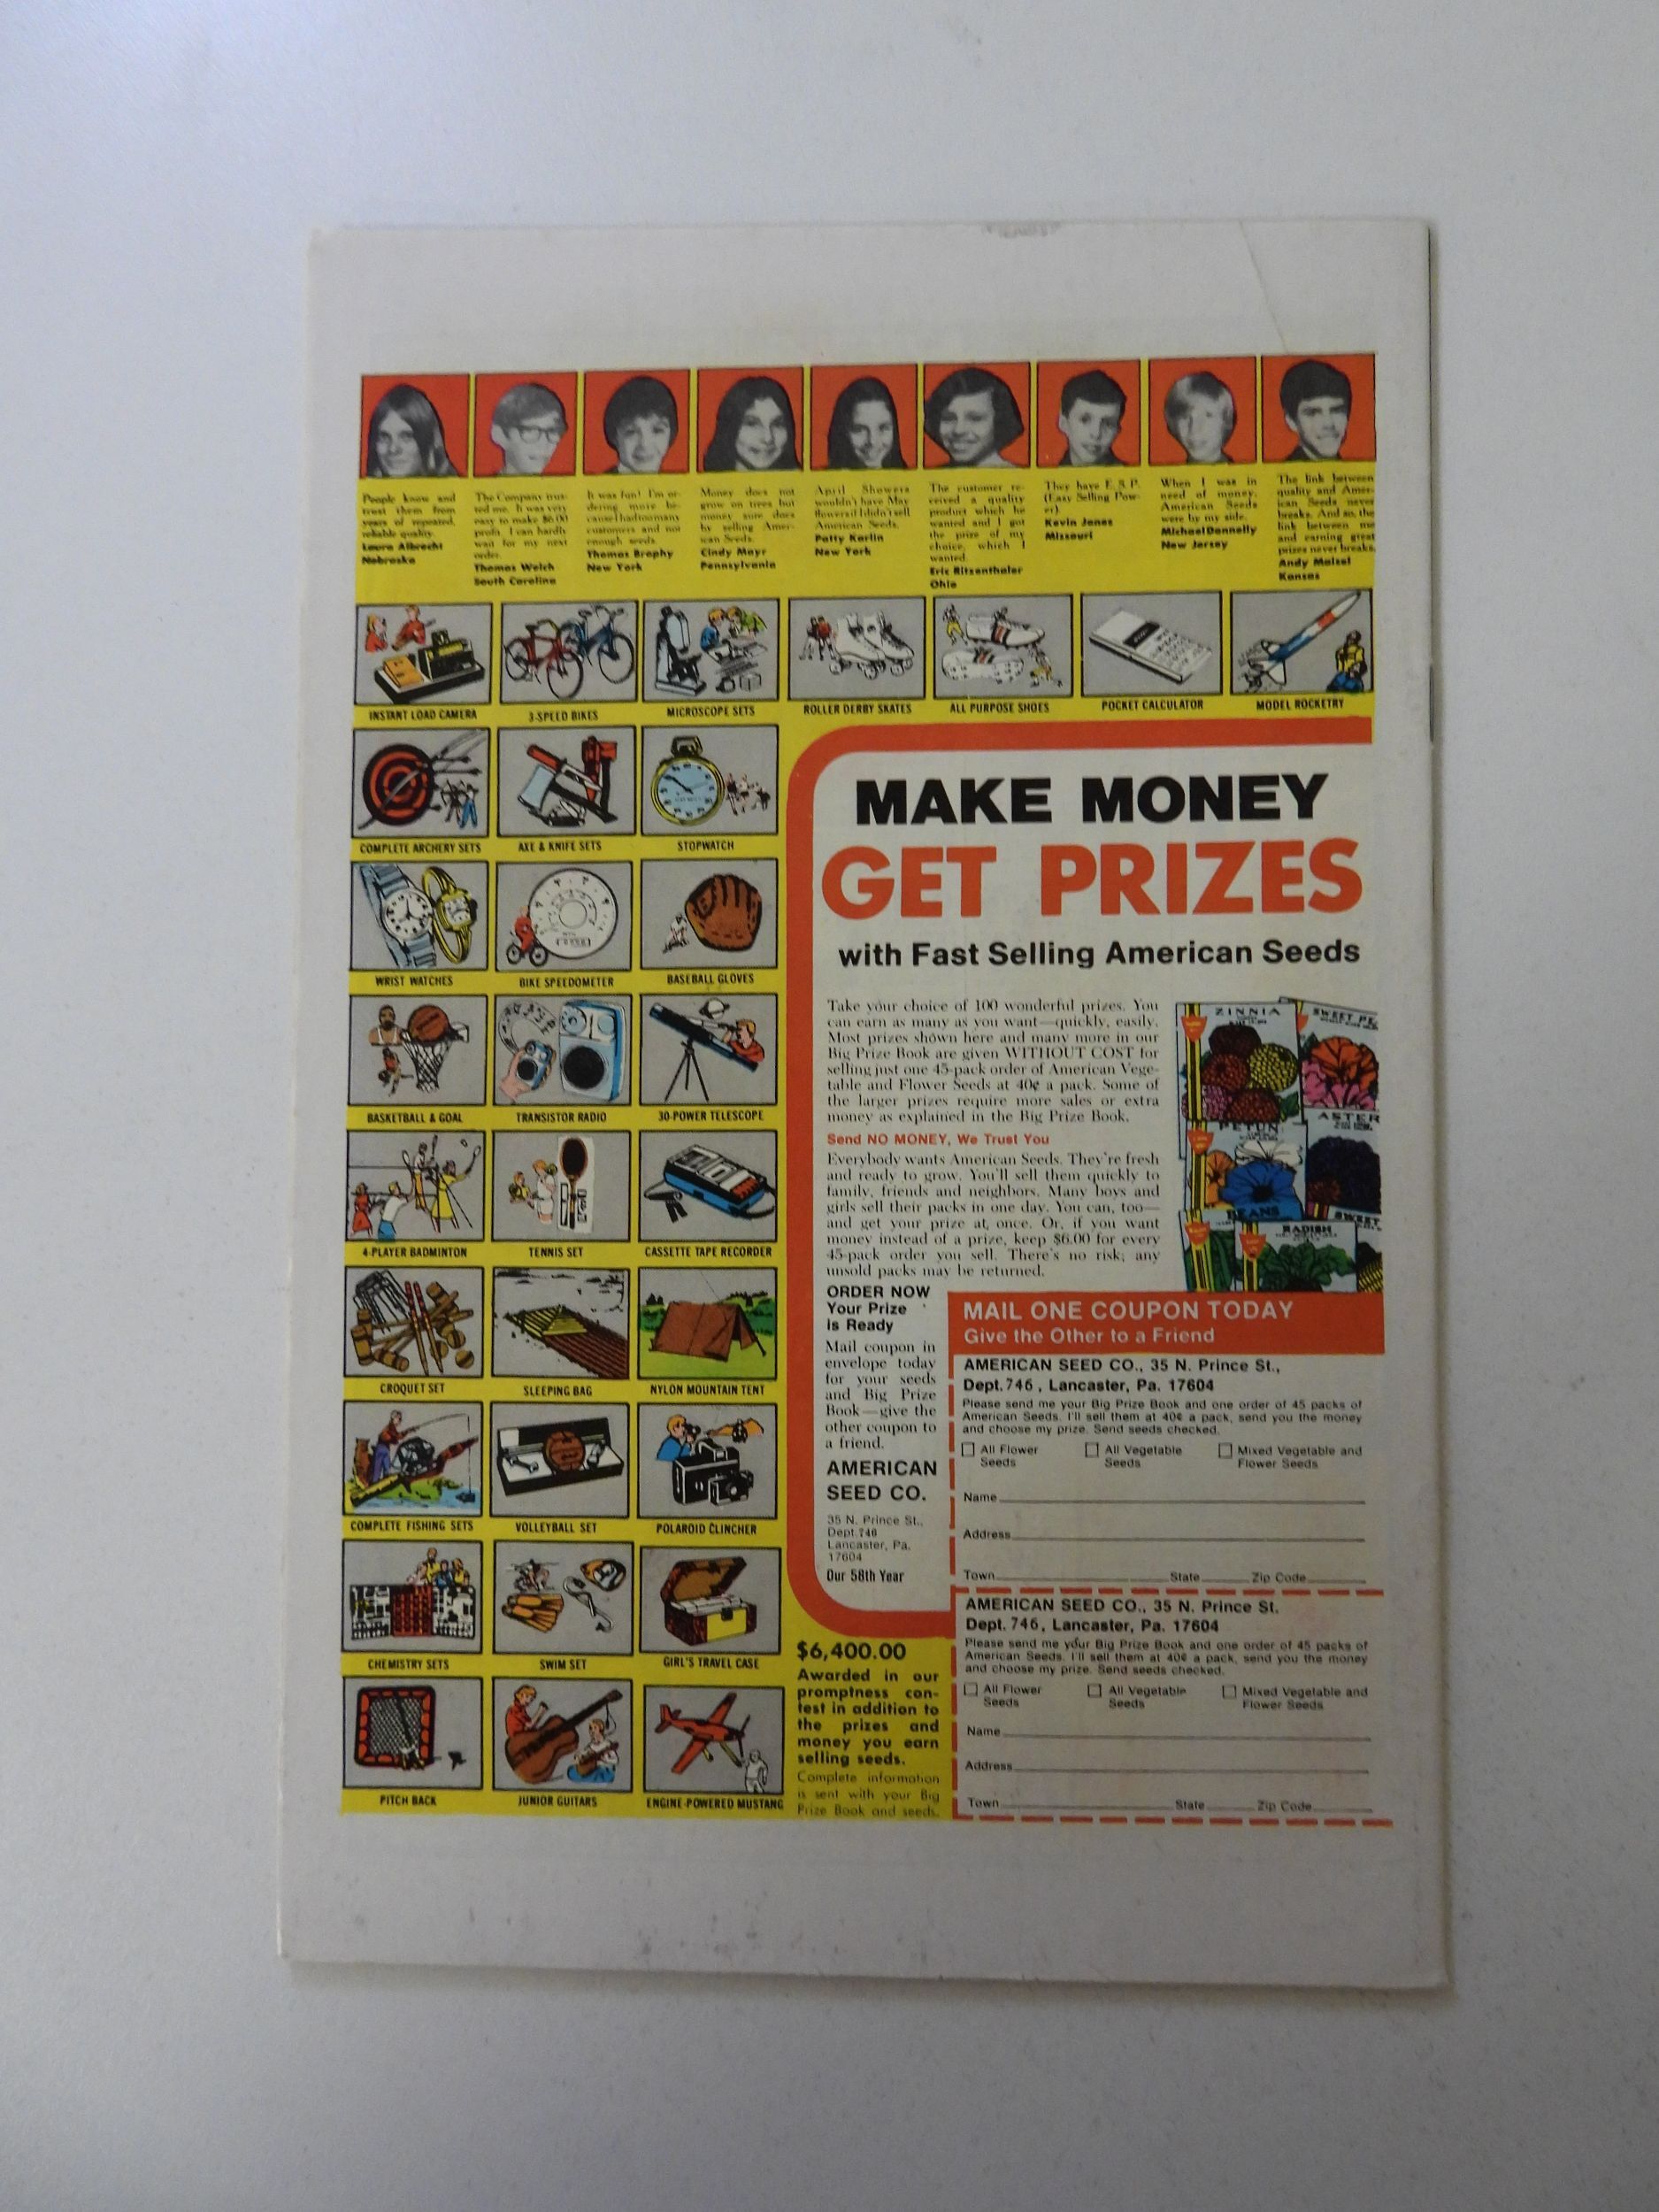 People know and
trust them from
years of repeated,
reliable quality.
Laura Albrecht
Nebraska
The Company trus-
ted me. It was very
easy to make $6.00
profit. I can hardly
wait for my next
order.
Thomas Welch
South Carolina
It was fun! I'm or-
dering more be-
cause I had too many
customers and not
enough seeds.
Thomas Brophy
New York
Money does not
grow on trees but
money sure does
by selling Amer-
ican Seeds.
Cindy Mayr
Pennsylvania
April Showers
wouldn't have May
flowers if I didn't sell
American Seeds.
Patty Karlin
New York
The customer re-
ceived a quality
product which he
wanted and I got
the prize of my
choice, which I
wanted.
Eric Ritzenthaler
Ohio
They have E.S.P.
(Easy Selling Pow-
er).
Kevin Jones
Missouri
When I was in
need of money,
American Seeds
were by my side.
Michael Donnelly
New Jersey
The link between
quality and Amer-
ican Seeds never
breaks. And so, the
link between me
and earning great
prizes never breaks.
Andy Maisel
Kansas
INSTANT LOAD CAMERA
3-SPEED BIKES
MICROSCOPE SETS
ROLLER DERBY SKATES
ALL PURPOSE SHOES
POCKET CALCULATOR
MODEL ROCKETRY
COMPLETE ARCHERY SETS
AXE & KNIFE SETS
STOPWATCH
WRIST WATCHES
BIKE SPEEDOMETER
BASEBALL GLOVES
BASKETBALL & GOAL
TRANSISTOR RADIO
30-POWER TELESCOPE
4-PLAYER BADMINTON
TENNIS SET
CASSETTE TAPE RECORDER
CROQUET SET
SLEEPING BAG
NYLON MOUNTAIN TENT
COMPLETE FISHING SETS
VOLLEYBALL SET
POLAROID CLINCHER
CHEMISTRY SETS
SWIM SET
GIRL'S TRAVEL CASE
PITCH BACK
JUNIOR GUITARS
ENGINE-POWERED MUSTANG
MAKE MONEY
GET PRIZES
with Fast Selling American Seeds
Take your choice of 100 wonderful prizes. You
can earn as many as you want—quickly, easily.
Most prizes shown here and many more in our
Big Prize Book are given WITHOUT COST for
selling just one 45-pack order of American Vege-
table and Flower Seeds at 40¢ a pack. Some of
the larger prizes require more sales or extra
money as explained in the Big Prize Book.
Send NO MONEY, We Trust You
Everybody wants American Seeds. They're fresh
and ready to grow. You'll sell them quickly to
family, friends and neighbors. Many boys and
girls sell their packs in one day. You can, too—
and get your prize at once. Or, if you want
money instead of a prize, keep $6.00 for every
45-pack order you sell. There's no risk; any
unsold packs may be returned.
ZINNIA
SWEET PE
ASTER
PETUN
BEANS
SWEET
RADISH
ORDER NOW
Your Prize
is Ready
Mail coupon in
envelope today
for your seeds
and Big Prize
Book—give the
other coupon to
a friend.
AMERICAN
SEED CO.
35 N. Prince St.,
Dept.746
Lancaster, Pa.
17604
Our 58th Year
$6,400.00
Awarded in our
promptness con-
test in addition to
the prizes and
money you earn
selling seeds.
Complete information
is sent with your Big
Prize Book and seeds.
MAIL ONE COUPON TODAY
Give the Other to a Friend
AMERICAN SEED CO., 35 N. Prince St.,
Dept.746, Lancaster, Pa. 17604
Please send me your Big Prize Book and one order of 45 packs of
American Seeds. I'll sell them at 40¢ a pack, send you the money
and choose my prize. Send seeds checked.
All Flower Seeds
All Vegetable Seeds
Mixed Vegetable and Flower Seeds
Name
Address
Town State Zip Code
AMERICAN SEED CO., 35 N. Prince St.
Dept. 746, Lancaster, Pa. 17604
Please send me your Big Prize Book and one order of 45 packs of
American Seeds. I'll sell them at 40¢ a pack, send you the money
and choose my prize. Send seeds checked.
All Flower Seeds
All Vegetable Seeds
Mixed Vegetable and Flower Seeds
Name
Address
Town State Zip Code